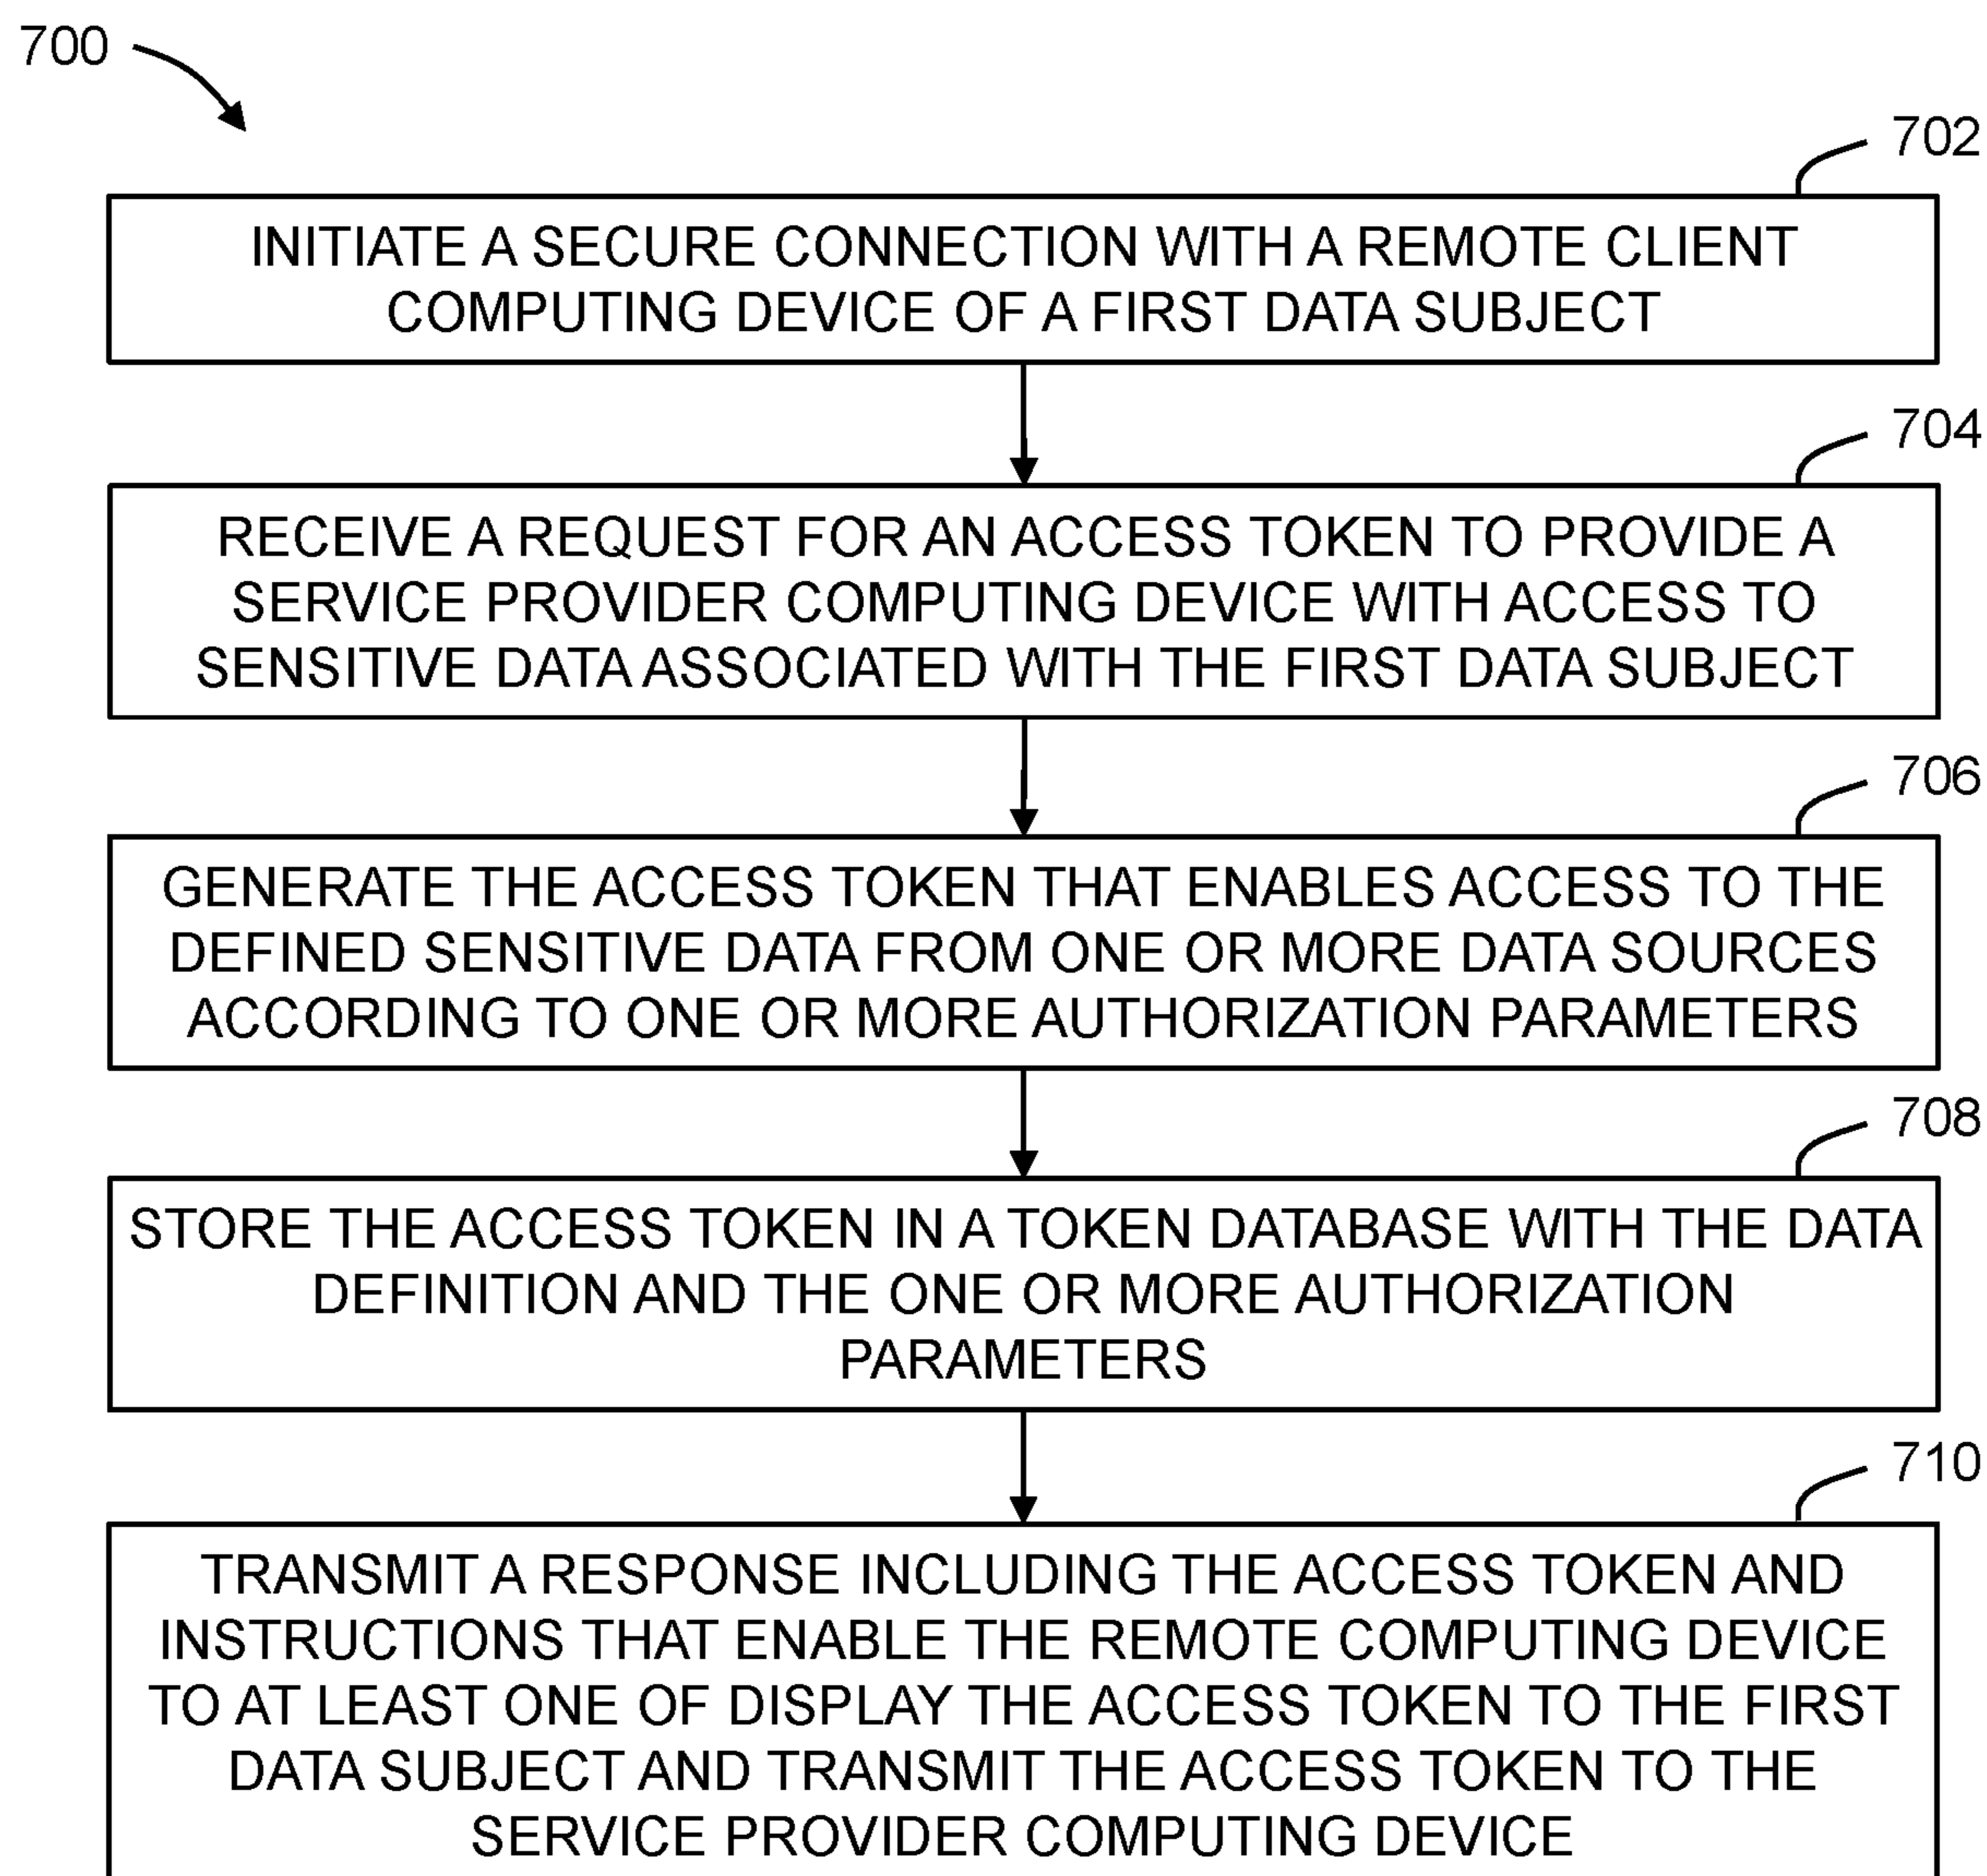 700
702
INITIATE A SECURE CONNECTION WITH A REMOTE CLIENT
COMPUTING DEVICE OF A FIRST DATA SUBJECT
704
RECEIVE A REQUEST FOR AN ACCESS TOKEN TO PROVIDE A
SERVICE PROVIDER COMPUTING DEVICE WITH ACCESS TO
SENSITIVE DATA ASSOCIATED WITH THE FIRST DATA SUBJECT
706
GENERATE THE ACCESS TOKEN THAT ENABLES ACCESS TO THE
DEFINED SENSITIVE DATA FROM ONE OR MORE DATA SOURCES
ACCORDING TO ONE OR MORE AUTHORIZATION PARAMETERS
708
STORE THE ACCESS TOKEN IN A TOKEN DATABASE WITH THE DATA
DEFINITION AND THE ONE OR MORE AUTHORIZATION
PARAMETERS
710
TRANSMIT A RESPONSE INCLUDING THE ACCESS TOKEN AND
INSTRUCTIONS THAT ENABLE THE REMOTE COMPUTING DEVICE
TO AT LEAST ONE OF DISPLAY THE ACCESS TOKEN TO THE FIRST
DATA SUBJECT AND TRANSMIT THE ACCESS TOKEN TO THE
SERVICE PROVIDER COMPUTING DEVICE